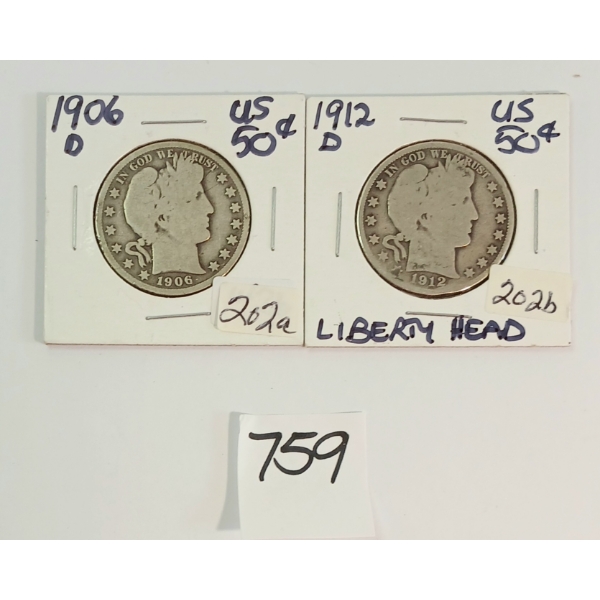 1906 US
D 50¢
IN GOD WE TRUST
1906
202a
1912 US
D 50¢
IN GOD WE TRUST
1912
202b
LIBERTY HEAD
759